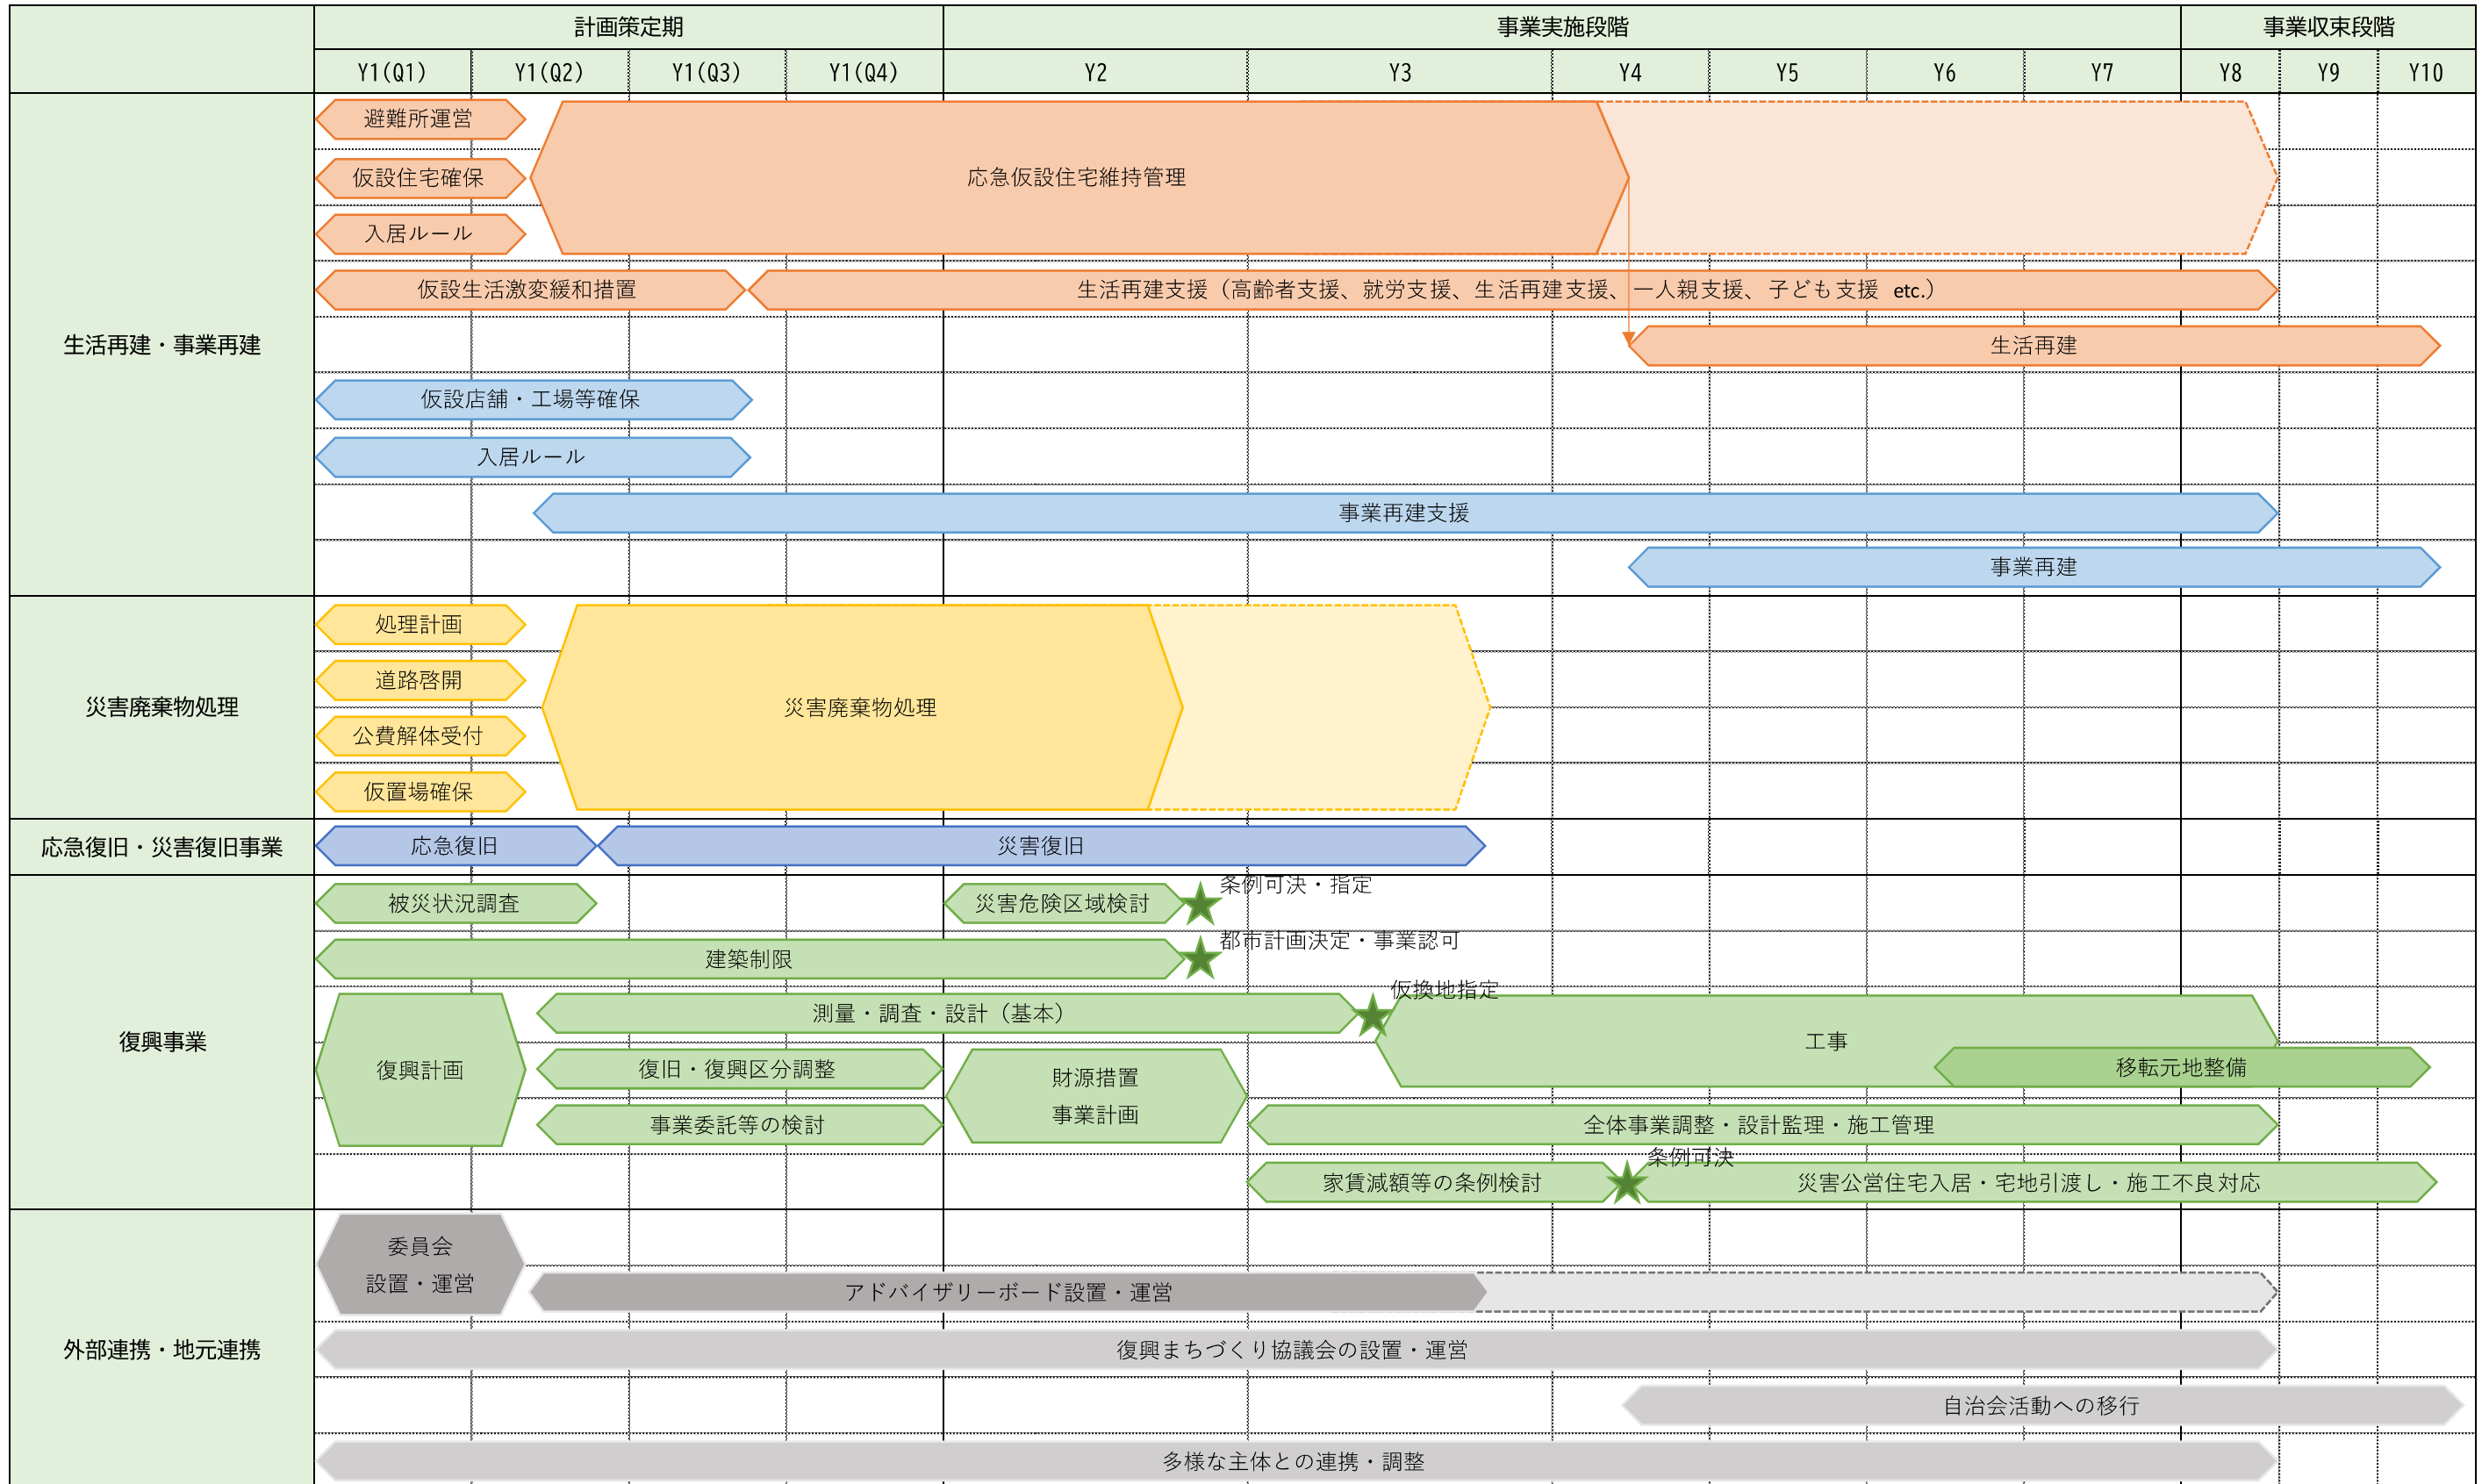 計画策定期
事業実施段階
事業収束段階
Y1(Q1)
Y1(Q2)
Y1(Q3)
Y1(Q4)
Y2
Y3
Y4
Y5
Y6
Y7
Y8
Y9
Y10
生活再建・事業再建
避難所運営
仮設住宅確保
応急仮設住宅維持管理
入居ルール
仮設生活激変緩和措置
生活再建支援（高齢者支援、就労支援、生活再建支援、一人親支援、子ども支援 etc.）
生活再建
仮設店舗・工場等確保
入居ルール
事業再建支援
事業再建
災害廃棄物処理
処理計画
道路啓開
災害廃棄物処理
公費解体受付
仮置場確保
応急復旧・災害復旧事業
応急復旧
災害復旧
復興事業
被災状況調査
災害危険区域検討
条例可決・指定
建築制限
都市計画決定・事業認可
復興計画
測量・調査・設計（基本）
仮換地指定
工事
復旧・復興区分調整
財源措置
事業計画
移転元地整備
事業委託等の検討
全体事業調整・設計監理・施工管理
家賃減額等の条例検討
条例可決
災害公営住宅入居・宅地引渡し・施工不良対応
外部連携・地元連携
委員会
設置・運営
アドバイザリーボード設置・運営
復興まちづくり協議会の設置・運営
自治会活動への移行
多様な主体との連携・調整